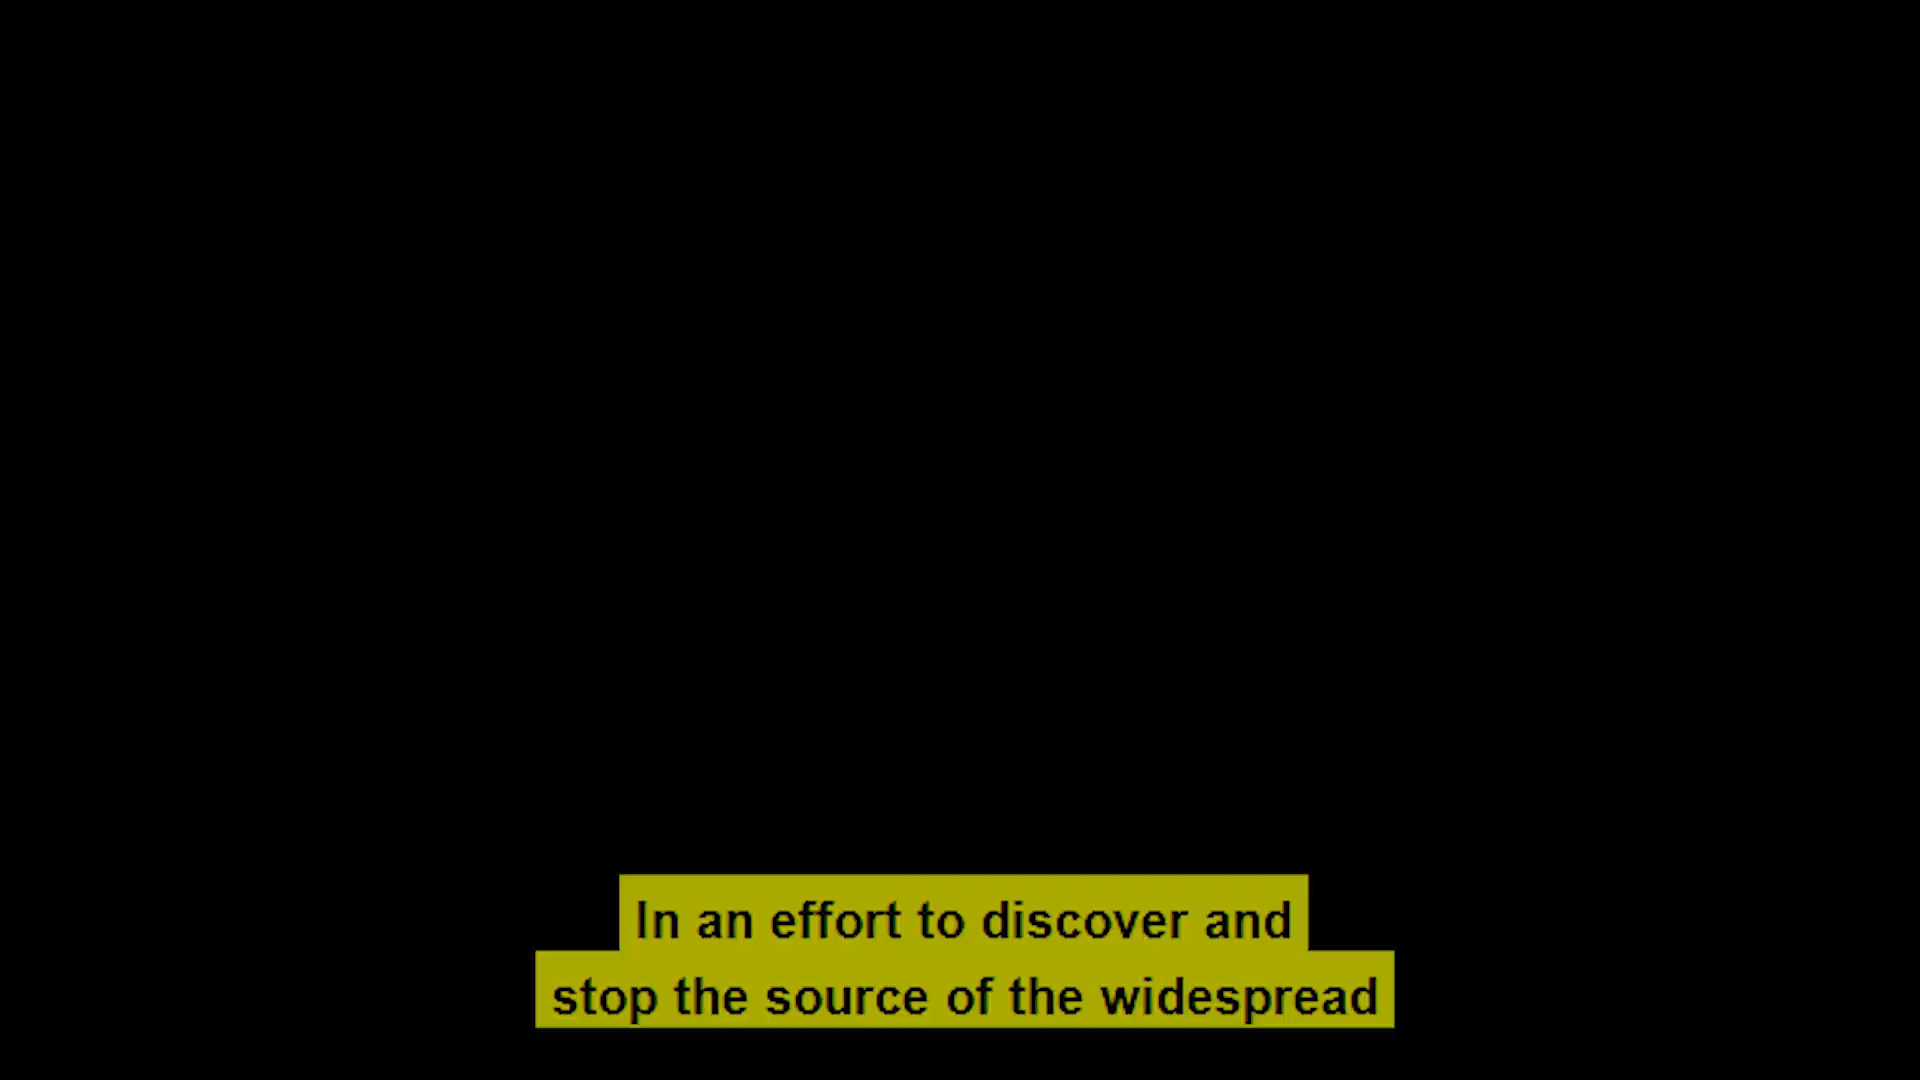 In an effort to discover and
stop the source of the widespread